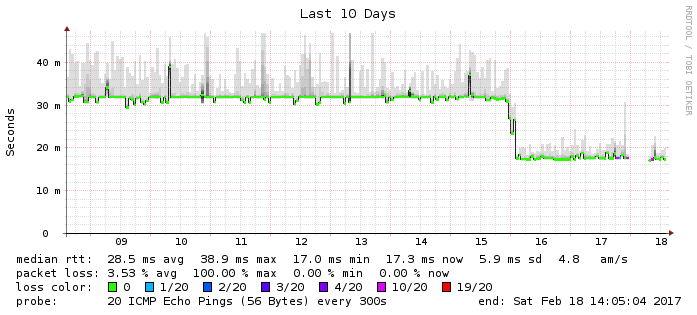 Last 10 Days
RRDTOOL / TOBI OETIKER
Seconds
40 m
30 m
20 m
10 m
0
09 10 11 12 13 14 15 16 17 18
median rtt: 28.5 ms avg 38.9 ms max 17.0 ms min 17.3 ms now 5.9 ms sd 4.8 am/s
packet loss: 3.53 % avg 100.00 % max 0.00 % min 0.00 % now
loss color: 0 1/20 2/20 3/20 4/20 10/20 19/20
probe: 20 ICMP Echo Pings (56 Bytes) every 300s end: Sat Feb 18 14:05:04 2017